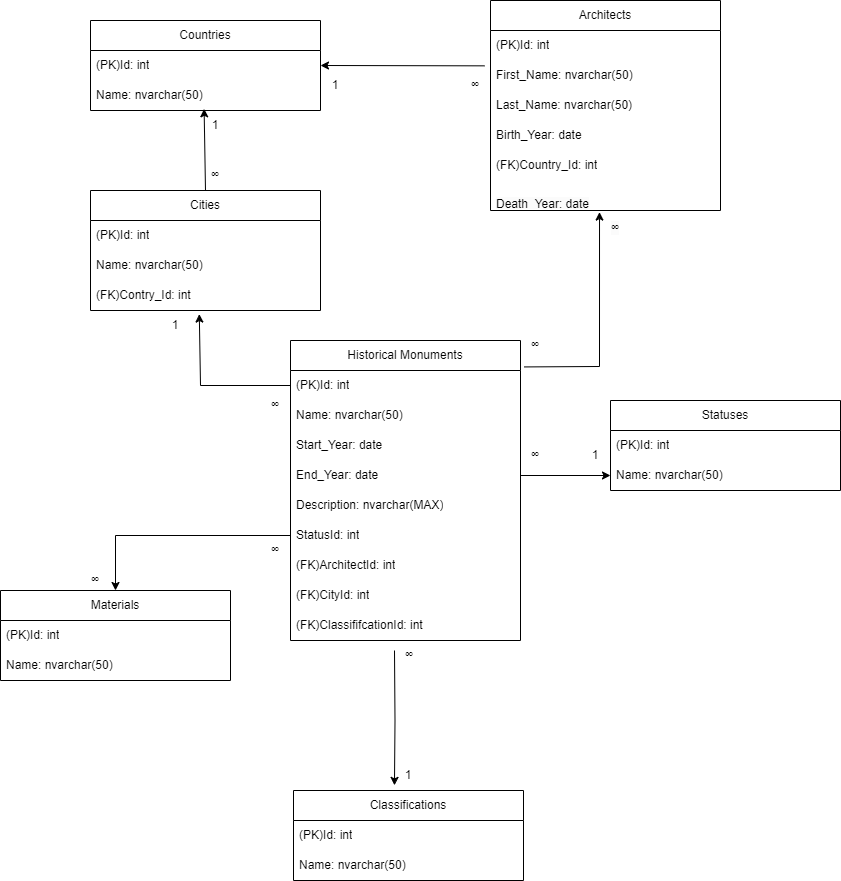 Countries
(PK)Id: int
Name: nvarchar(50)
Architects
(PK)Id: int
First_Name: nvarchar(50)
Last_Name: nvarchar(50)
Birth_Year: date
(FK)Country_Id: int
Death_Year: date
1
∞
1
∞
Cities
(PK)Id: int
Name: nvarchar(50)
(FK)Contry_Id: int
∞
1
∞
∞
Historical Monuments
(PK)Id: int
Name: nvarchar(50)
Start_Year: date
End_Year: date
Description: nvarchar(MAX)
StatusId: int
(FK)ArchitectId: int
(FK)CityId: int
(FK)ClassififcationId: int
Statuses
(PK)Id: int
Name: nvarchar(50)
∞
1
∞
∞
Materials
(PK)Id: int
Name: nvarchar(50)
∞
1
Classifications
(PK)Id: int
Name: nvarchar(50)